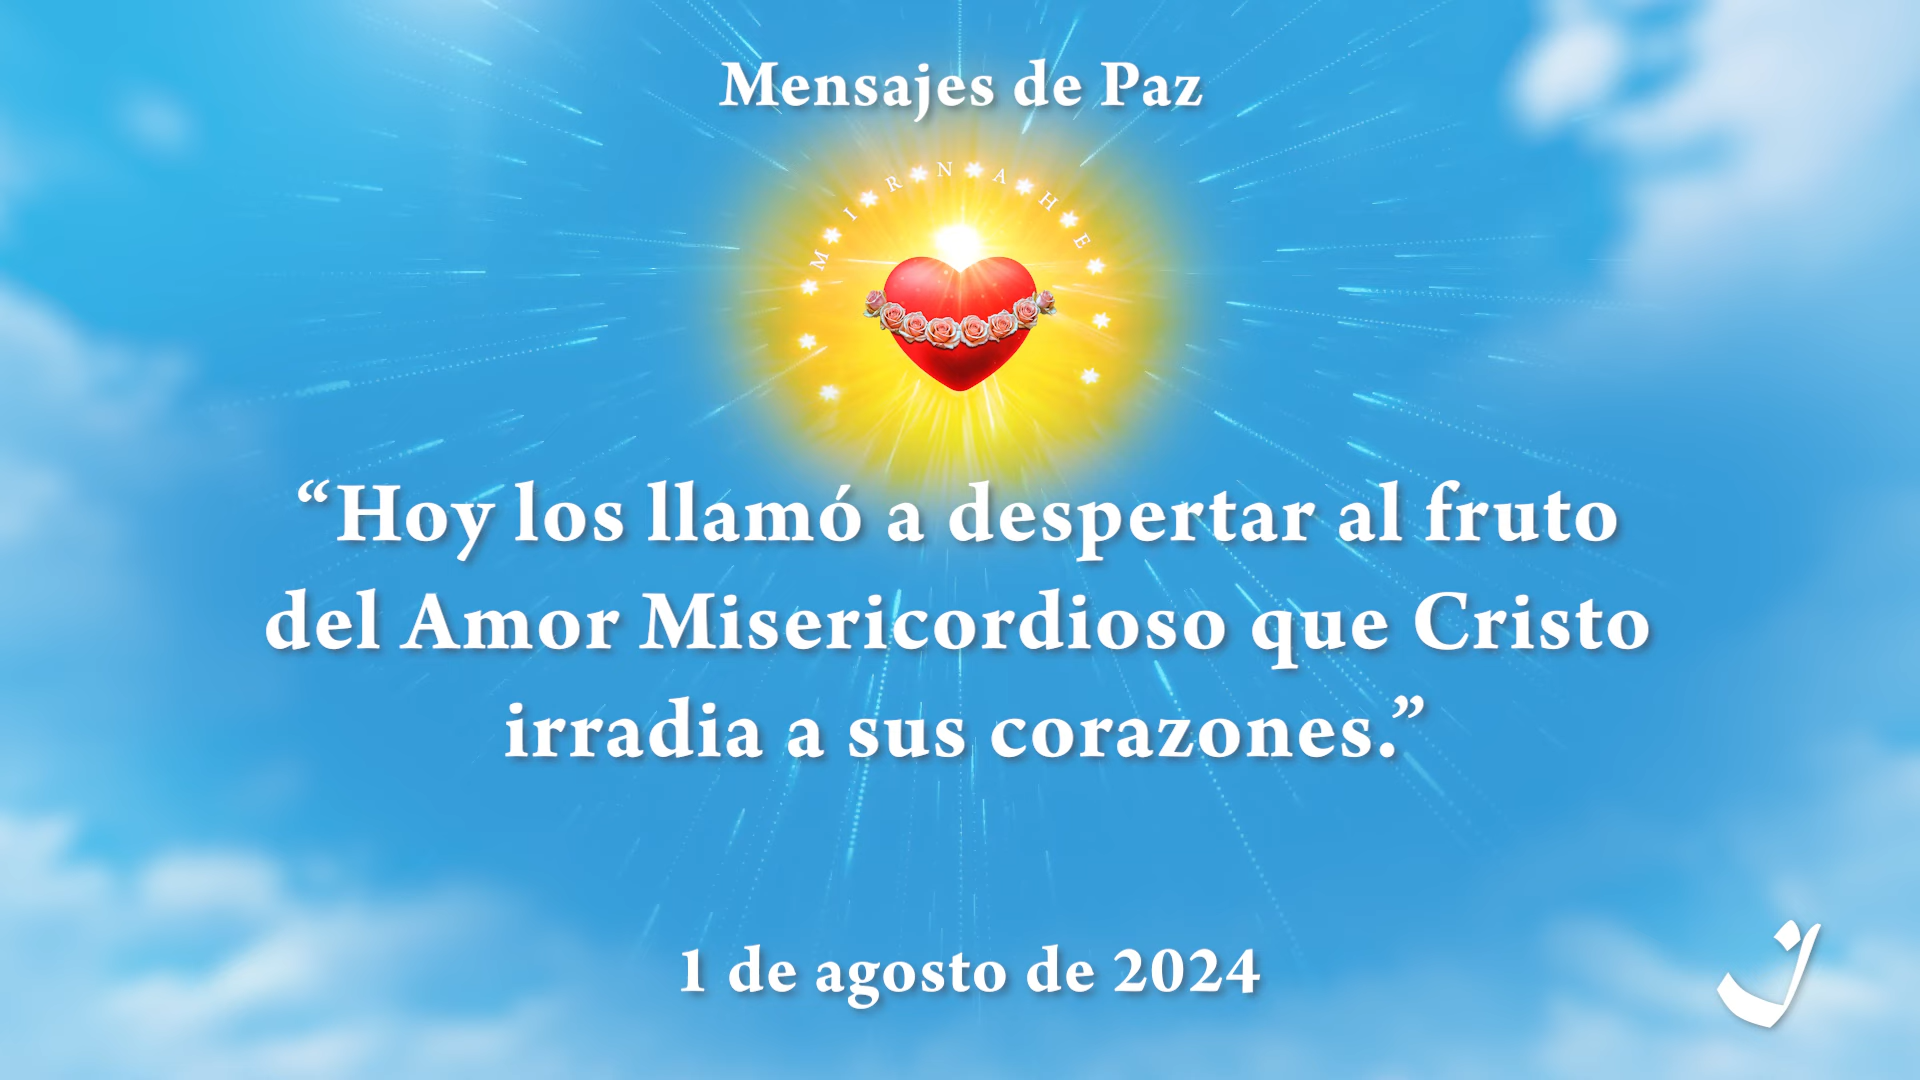 Mensajes de Paz
M I R N A H E
“Hoy los llamó a despertar al fruto
del Amor Misericordioso que Cristo
irradia a sus corazones.”
1 de agosto de 2024